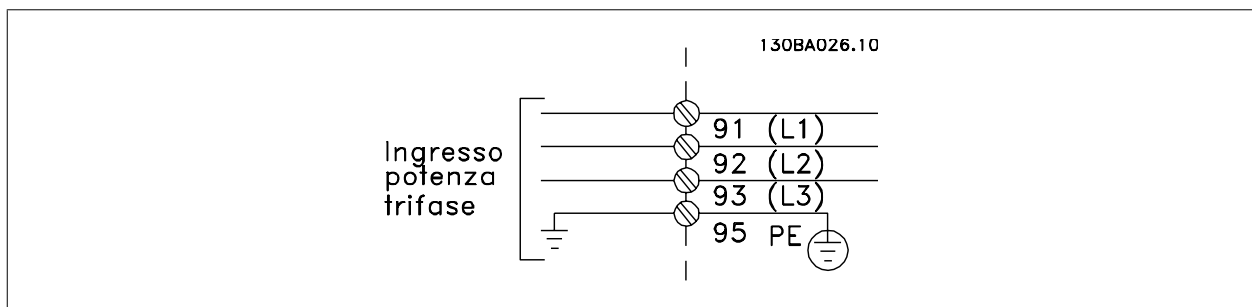 130BA026.10
Ingresso
potenza
trifase
91 (L1)
92 (L2)
93 (L3)
95 PE